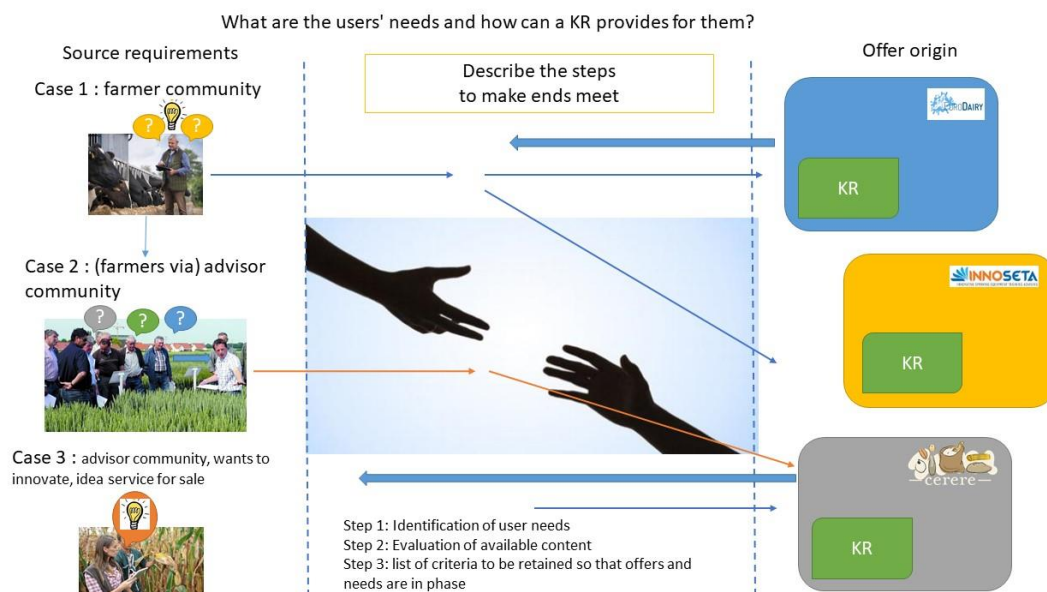 What are the users' needs and how can a KR provides for them?
Source requirements
Case 1 : farmer community
? ?
Case 2 : (farmers via) advisor
community
? ? ?
Case 3 : advisor community, wants to
innovate, idea service for sale
Describe the steps
to make ends meet
Step 1: Identification of user needs
Step 2: Evaluation of available content
Step 3: list of criteria to be retained so that offers and
needs are in phase
Offer origin
DAIRY
KR
INNOSETA
KR
cerere
KR